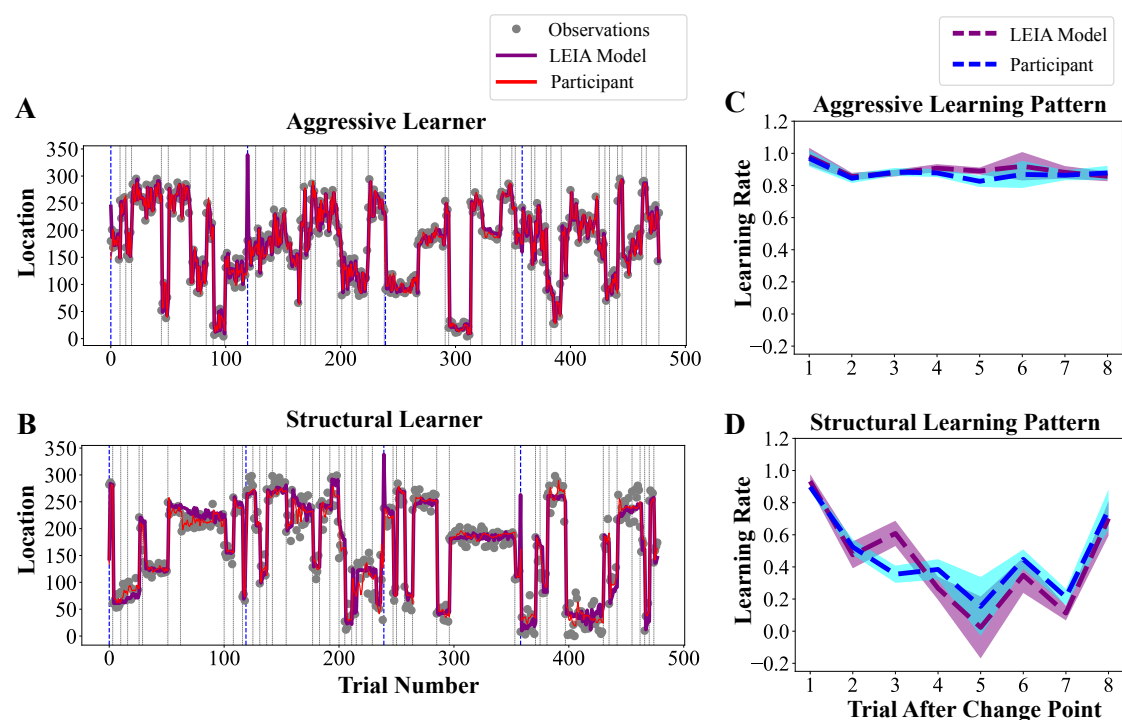 Observations
LEIA Model
Participant
LEIA Model
Participant
A
Aggressive Learner
Location
350
300
250
200
150
100
50
0
0 100 200 300 400 500
C
Aggressive Learning Pattern
Learning Rate
1.2
1.0
0.8
0.6
0.4
0.2
0.0
−0.2
1 2 3 4 5 6 7 8
B
Structural Learner
Location
350
300
250
200
150
100
50
0
0 100 200 300 400 500
Trial Number
D
Structural Learning Pattern
Learning Rate
1.2
1.0
0.8
0.6
0.4
0.2
0.0
−0.2
1 2 3 4 5 6 7 8
Trial After Change Point